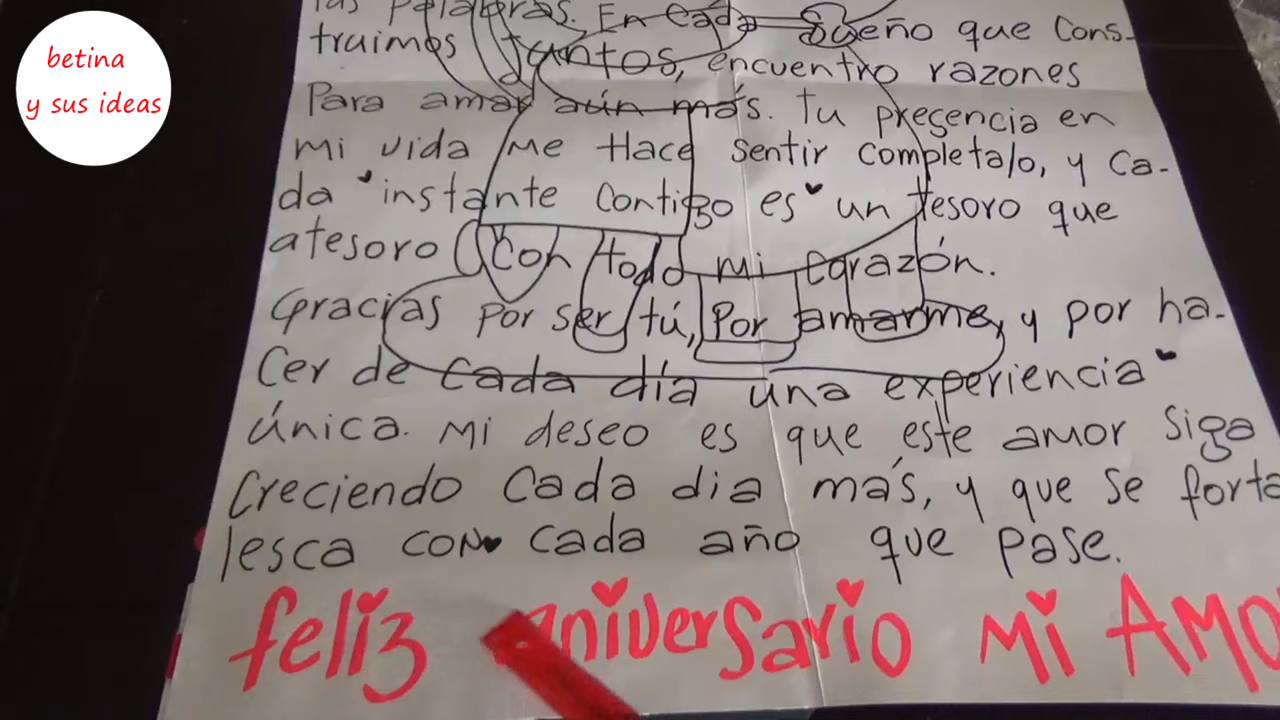 betina
y sus ideas
las palabras. En cada Sueño que Cons-
truimos juntos, encuentro razones
Para amar aún más. Tu presencia en
mi vida me Hace sentir completa/o, y ca-
da instante contigo es un tesoro que
atesoro con todo mi corazón.
Gracias por ser tú, Por amarme, y por ha-
cer de cada día una experiencia
única. Mi deseo es que este amor siga
Creciendo cada dia más, y que se forta
lesca con cada año que pase.
feliz aniversario Mi AMO